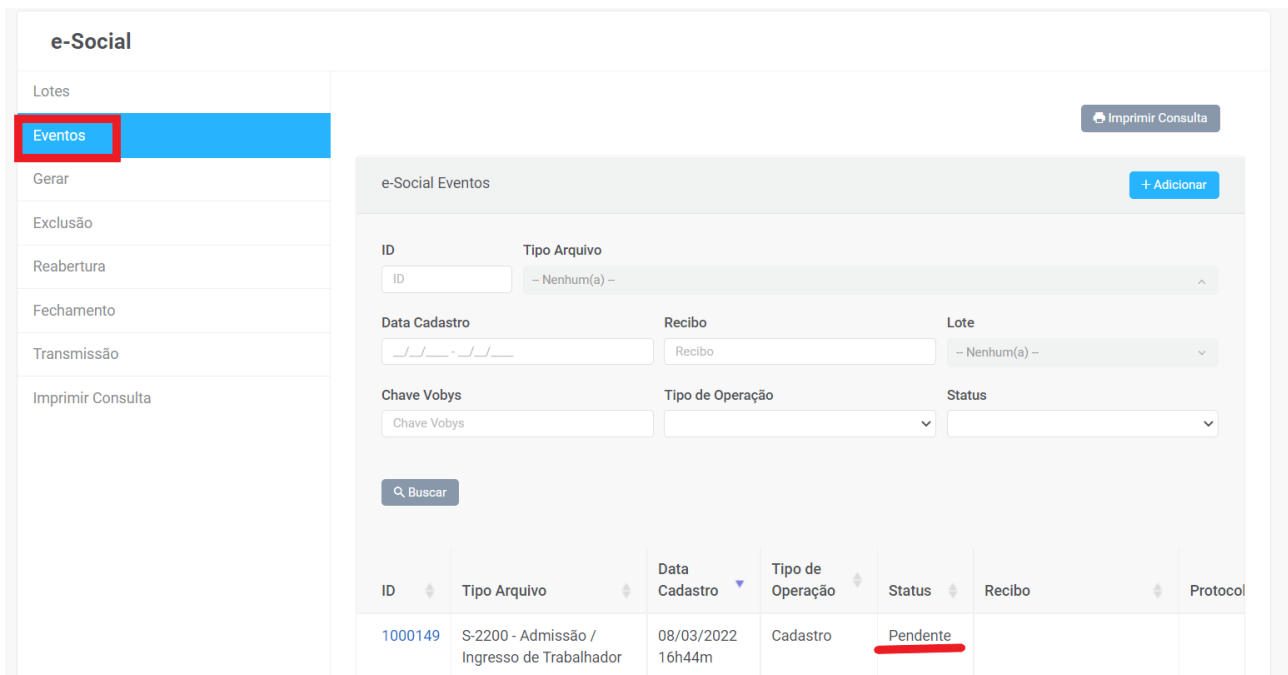 e-Social
Lotes
Eventos
Gerar
Exclusão
Reabertura
Fechamento
Transmissão
Imprimir Consulta
Imprimir Consulta
e-Social Eventos
+ Adicionar
ID
Tipo Arquivo
ID
-- Nenhum(a) --
Data Cadastro
Recibo
Lote
__/__/____ - __/__/____
Recibo
-- Nenhum(a) --
Chave Vobys
Tipo de Operação
Status
Chave Vobys
Buscar
ID
Tipo Arquivo
Data
Cadastro
Tipo de
Operação
Status
Recibo
Protocol
1000149
S-2200 - Admissão /
Ingresso de Trabalhador
08/03/2022
16h44m
Cadastro
Pendente